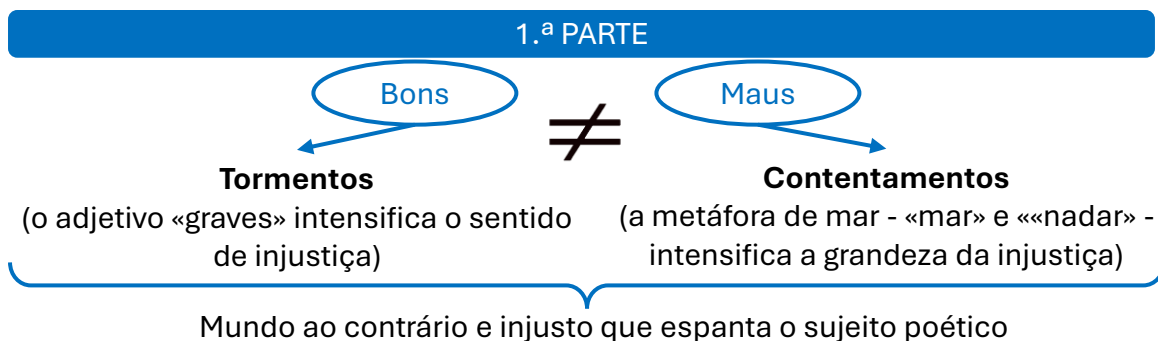 1.ª PARTE
Bons
Maus
≠
Tormentos
(o adjetivo «graves» intensifica o sentido
de injustiça)
Contentamentos
(a metáfora de mar - «mar» e ««nadar» -
intensifica a grandeza da injustiça)
Mundo ao contrário e injusto que espanta o sujeito poético